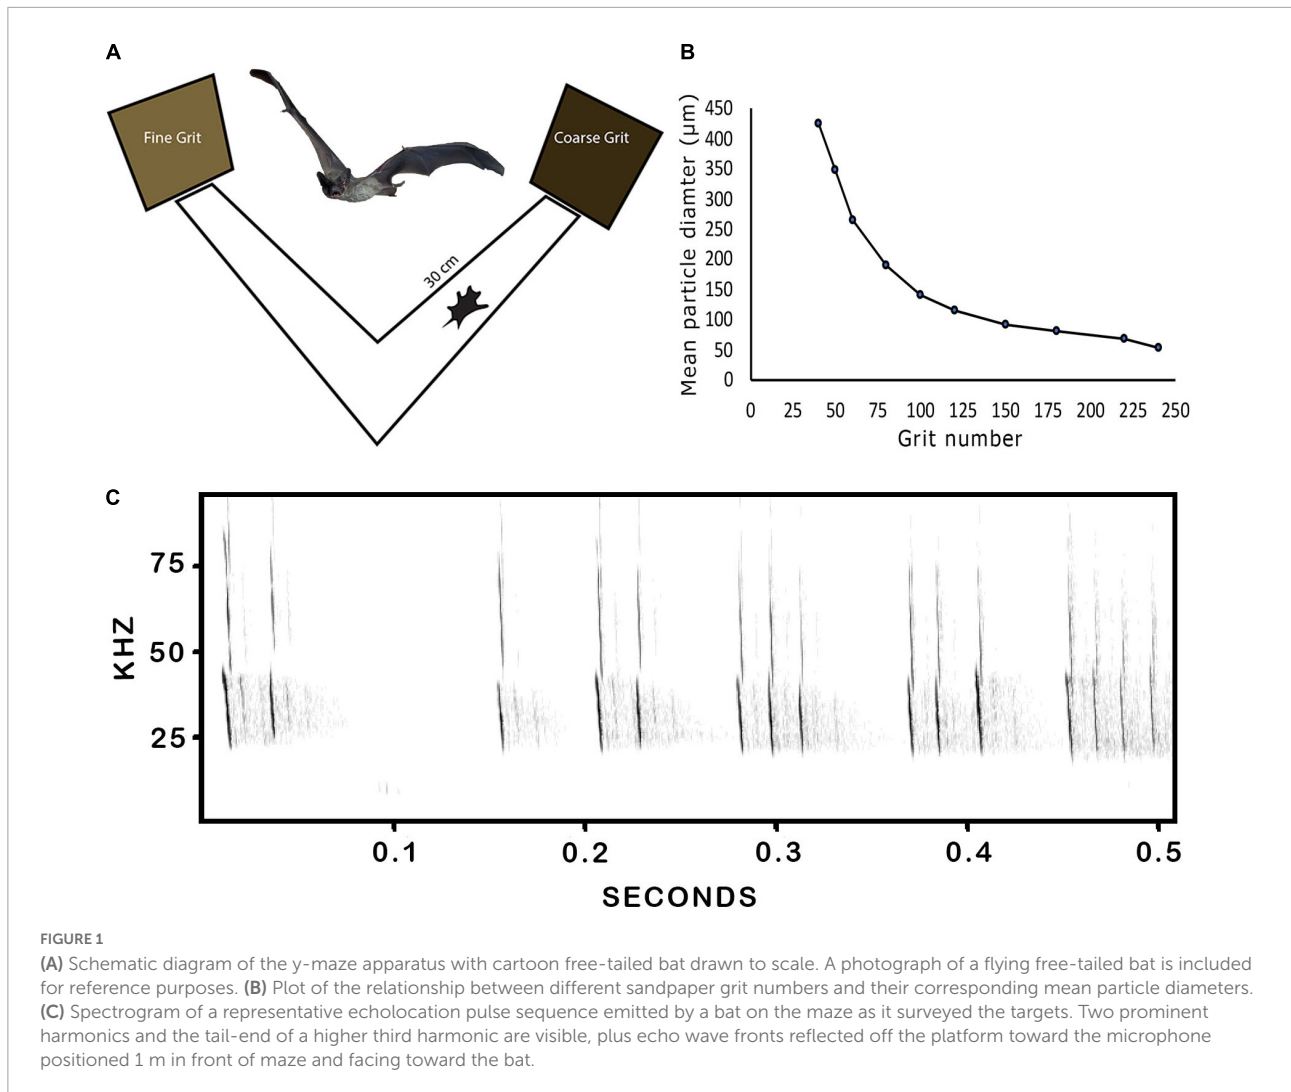 A
Fine Grit
Coarse Grit
30 cm
B
Mean particle diamter (µm)
450
400
350
300
250
200
150
100
50
0
0 25 50 75 100 125 150 175 200 225 250
Grit number
C
KHZ
75
50
25
0.1 0.2 0.3 0.4 0.5
SECONDS
FIGURE 1
(A) Schematic diagram of the y-maze apparatus with cartoon free-tailed bat drawn to scale. A photograph of a flying free-tailed bat is included
for reference purposes. (B) Plot of the relationship between different sandpaper grit numbers and their corresponding mean particle diameters.
(C) Spectrogram of a representative echolocation pulse sequence emitted by a bat on the maze as it surveyed the targets. Two prominent
harmonics and the tail-end of a higher third harmonic are visible, plus echo wave fronts reflected off the platform toward the microphone
positioned 1 m in front of maze and facing toward the bat.